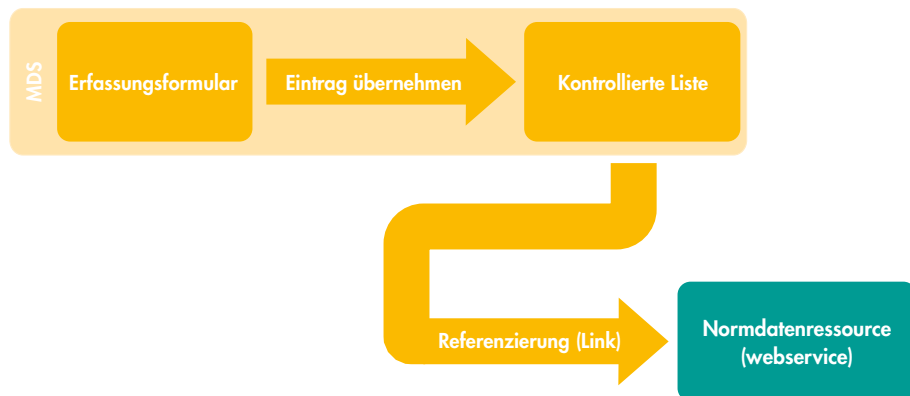 MDS
Erfassungsformular
Eintrag übernehmen
Kontrollierte Liste
Referenzierung (Link)
Normdatenressource
(webservice)